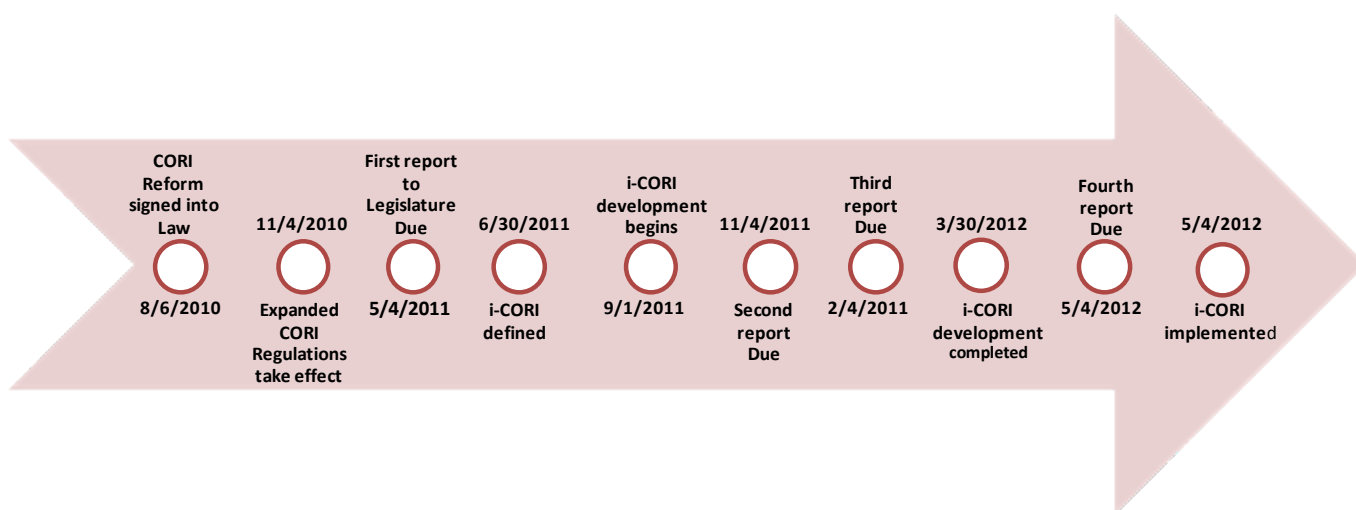 CORI
Reform
signed into
Law
8/6/2010
11/4/2010
Expanded
CORI
Regulations
take effect
First report
to
Legislature
Due
5/4/2011
6/30/2011
i-CORI
defined
i-CORI
development
begins
9/1/2011
11/4/2011
Second
report
Due
Third
report
Due
2/4/2011
3/30/2012
i-CORI
development
completed
Fourth
report
Due
5/4/2012
5/4/2012
i-CORI
implemented